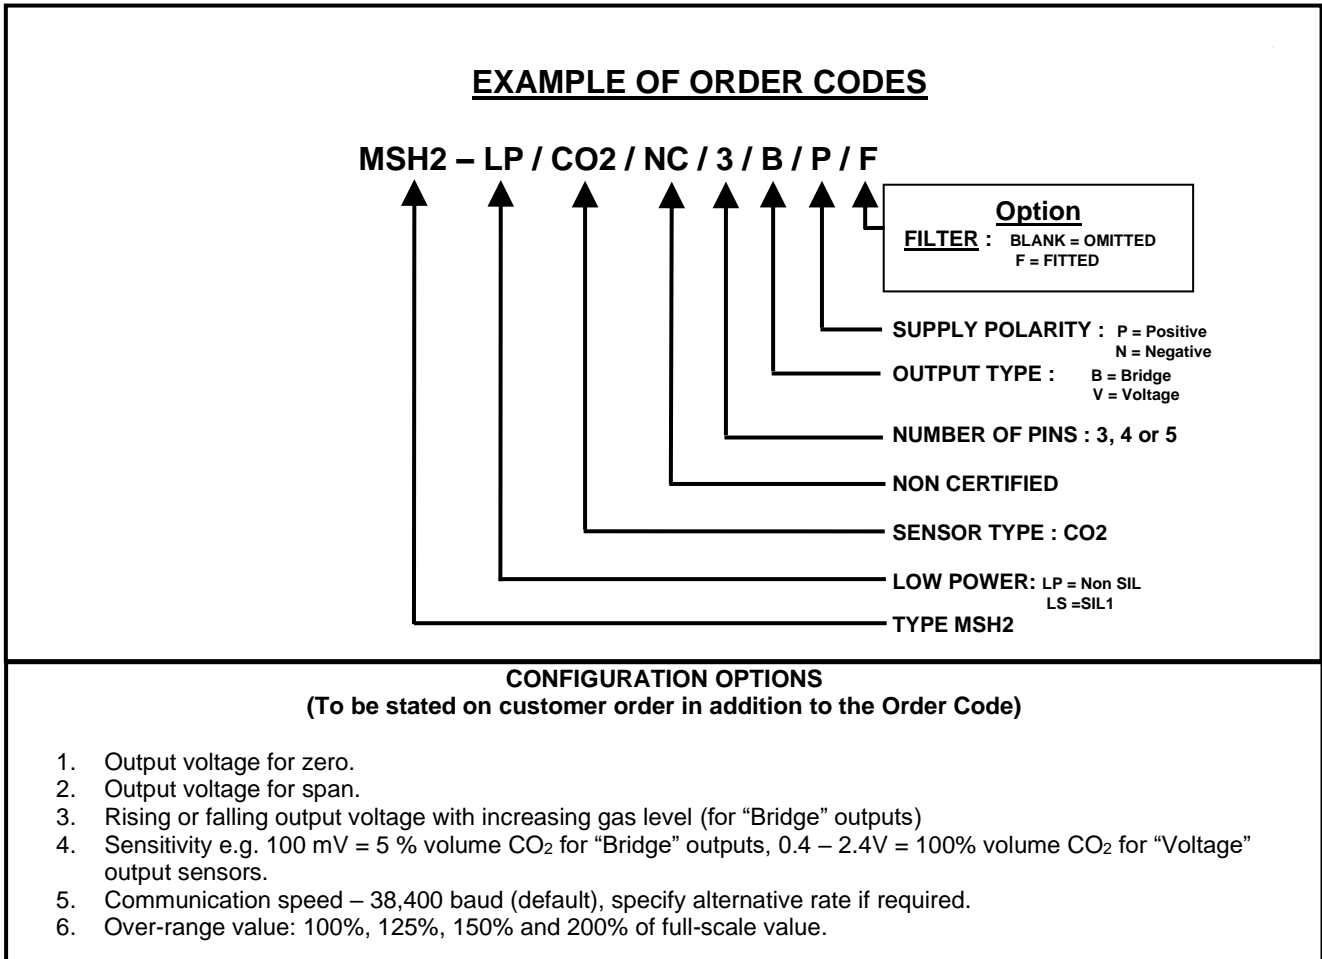 EXAMPLE OF ORDER CODES
MSH2 – LP / CO2 / NC / 3 / B / P / F
Option
FILTER : BLANK = OMITTED
F = FITTED
SUPPLY POLARITY : P = Positive
N = Negative
OUTPUT TYPE : B = Bridge
V = Voltage
NUMBER OF PINS : 3, 4 or 5
NON CERTIFIED
SENSOR TYPE : CO2
LOW POWER: LP = Non SIL
LS =SIL1
TYPE MSH2
CONFIGURATION OPTIONS
(To be stated on customer order in addition to the Order Code)
1. Output voltage for zero.
2. Output voltage for span.
3. Rising or falling output voltage with increasing gas level (for “Bridge” outputs)
4. Sensitivity e.g. 100 mV = 5 % volume CO₂ for “Bridge” outputs, 0.4 – 2.4V = 100% volume CO₂ for “Voltage”
output sensors.
5. Communication speed – 38,400 baud (default), specify alternative rate if required.
6. Over-range value: 100%, 125%, 150% and 200% of full-scale value.